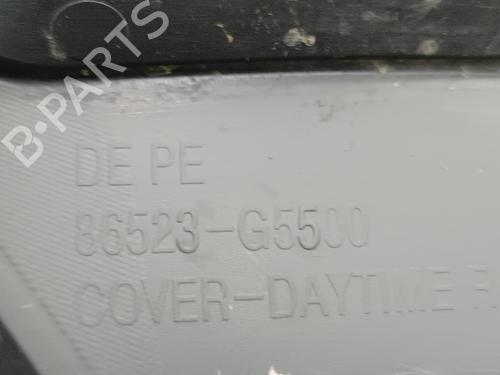 B-PARTS
DE PE
86523-G5500
COVER-DAYTIME R